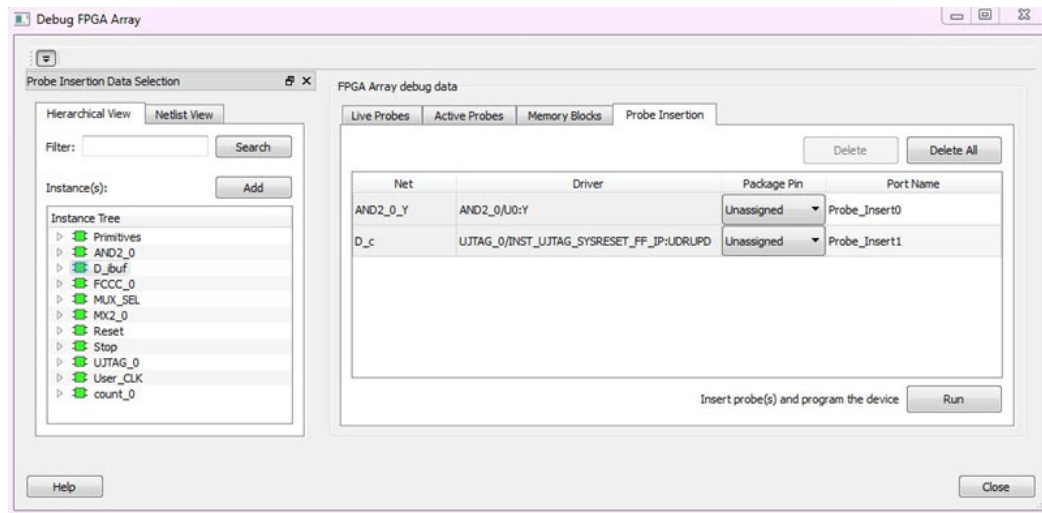 Debug FPGA Array
Probe Insertion Data Selection
Hierarchical View Netlist View
Filter: Search
Instance(s): Add
Instance Tree
Primitives
AND2_0
D_ibuf
FCCC_0
MUX_SEL
MX2_0
Reset
Stop
UJTAG_0
User_CLK
count_0
FPGA Array debug data
Live Probes Active Probes Memory Blocks Probe Insertion
Delete Delete All
Net Driver Package Pin Port Name
AND2_0_Y AND2_0/U0:Y Unassigned Probe_Insert0
D_c UJTAG_0/INST_UJTAG_SYSRESET_FF_IP:UDRUPD Unassigned Probe_Insert1
Insert probe(s) and program the device Run
Help Close